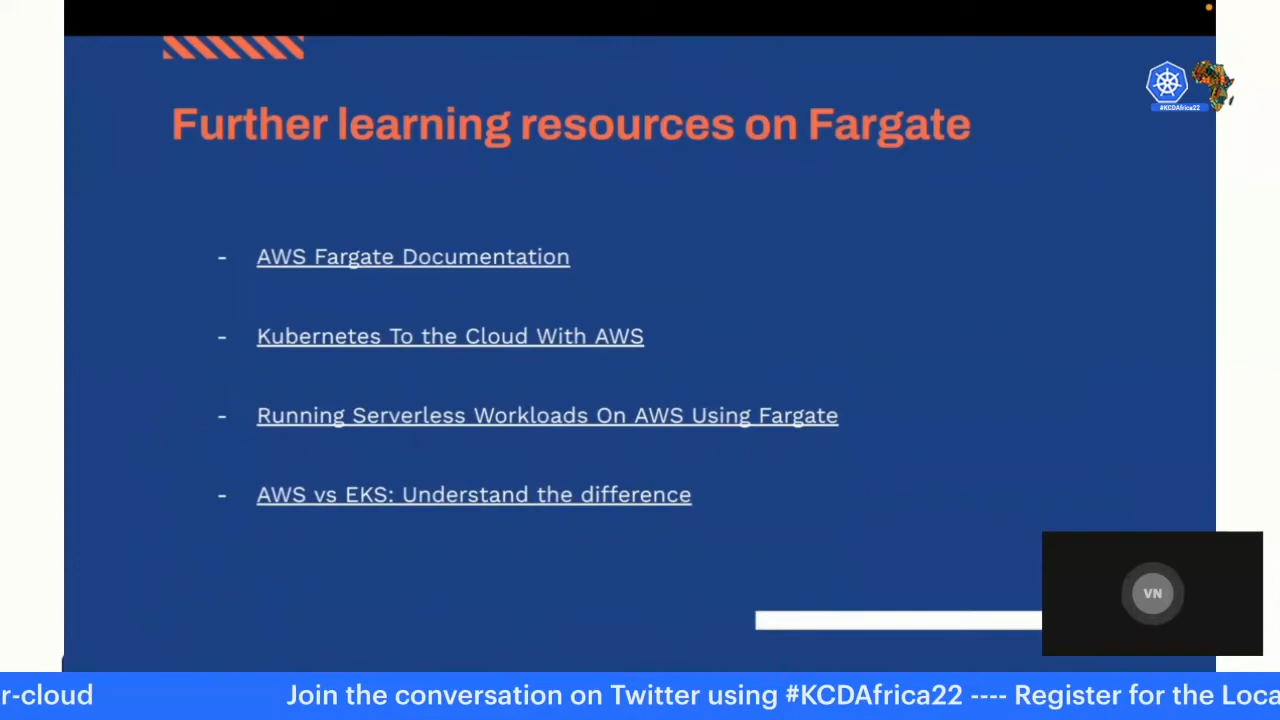 #KCDAfrica22
Further learning resources on Fargate
- AWS Fargate Documentation
- Kubernetes To the Cloud With AWS
- Running Serverless Workloads On AWS Using Fargate
- AWS vs EKS: Understand the difference
VN
r-cloud Join the conversation on Twitter using #KCDAfrica22 ---- Register for the Loca